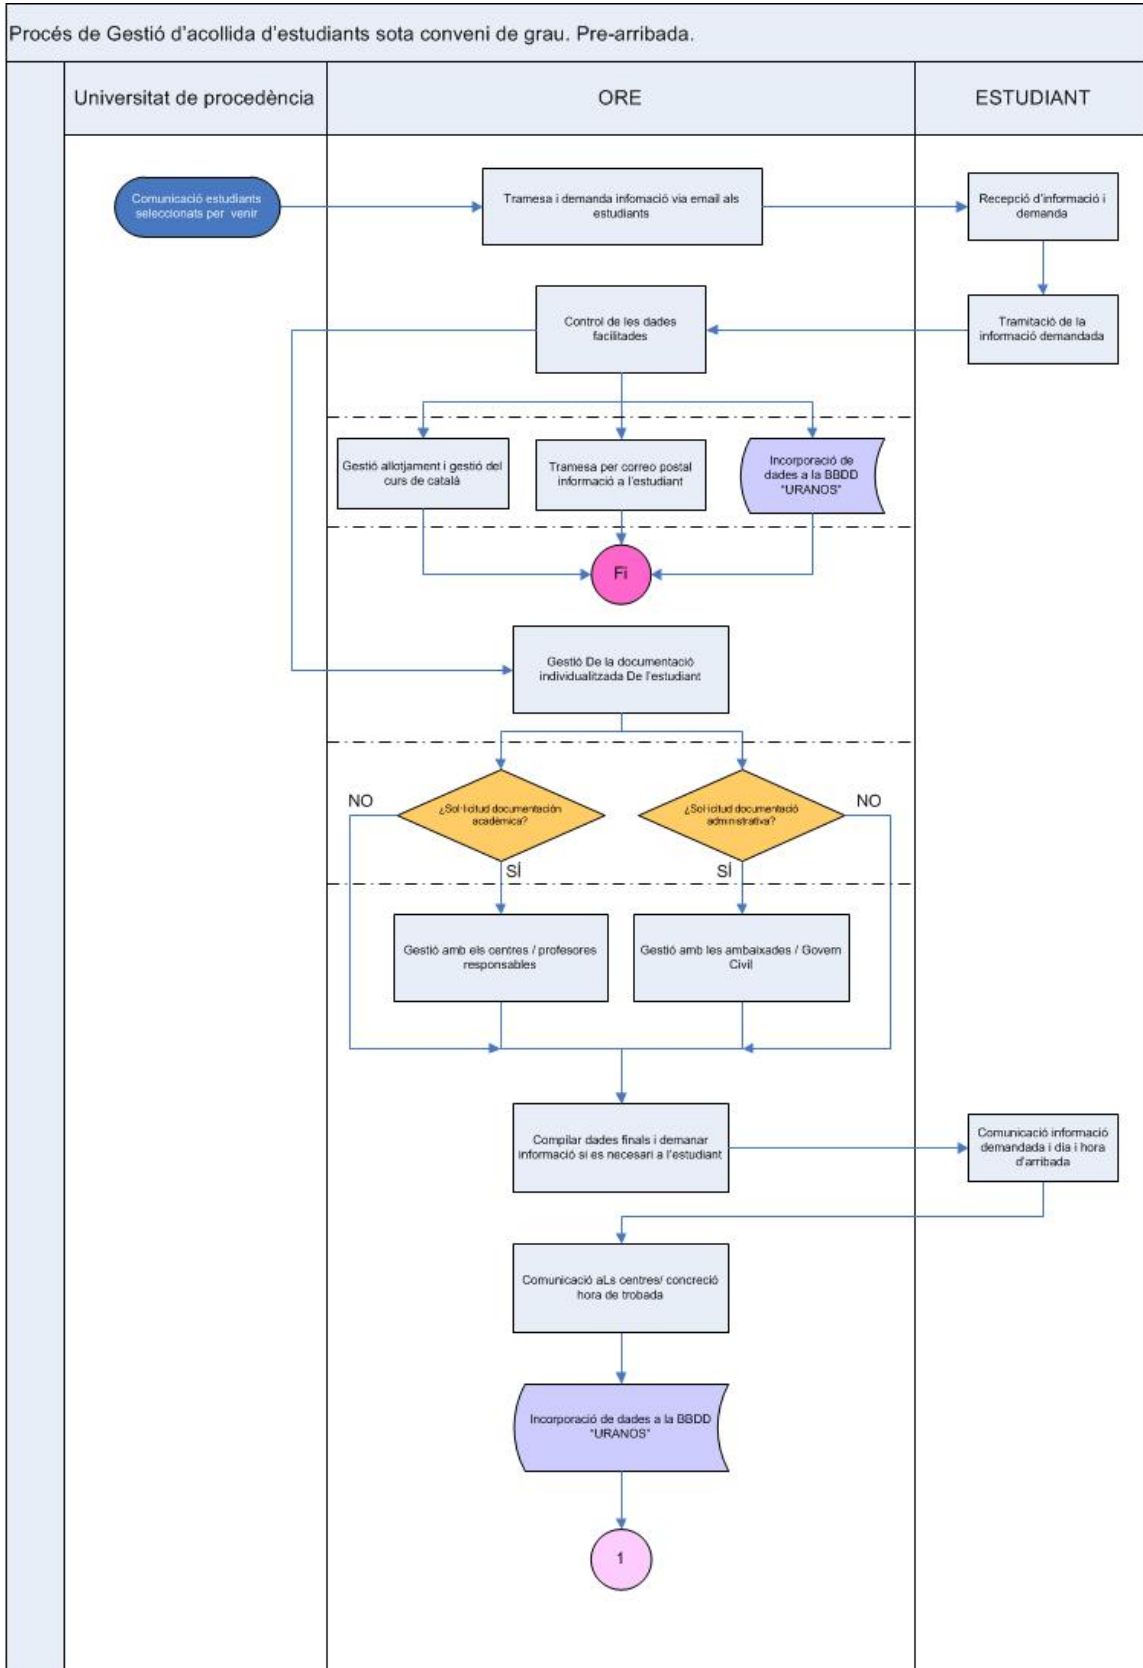 Procés de Gestió d'acollida d'estudiants sota conveni de grau. Pre-arribada.
Universitat de procedència
ORE
ESTUDIANT
Comunicació estudiants
seleccionats per venir
Tramesa i demanda infomació via email als
estudiants
Recepció d'informació i
demanda
Control de les dades
facilitades
Tramitació de la
informació demandada
Gestió allotjament i gestió del
curs de català
Tramesa per correo postal
informació a l'estudiant
Incorporació de
dades a la BBDD
"URANOS"
Fi
Gestió De la documentació
individualitzada De l'estudiant
NO
¿Sol·licitud documentación
acadèmica?
¿Sol·licitud documentació
administrativa?
NO
SÍ
SÍ
Gestió amb els centres / profesores
responsables
Gestió amb les ambaixades / Govern
Civil
Compilar dades finals i demanar
informació si es necesari a l'estudiant
Comunicació informació
demandada i dia i hora
d'arribada
Comunicació aLs centres/ concreció
hora de trobada
Incorporació de dades a la BBDD
"URANOS"
1